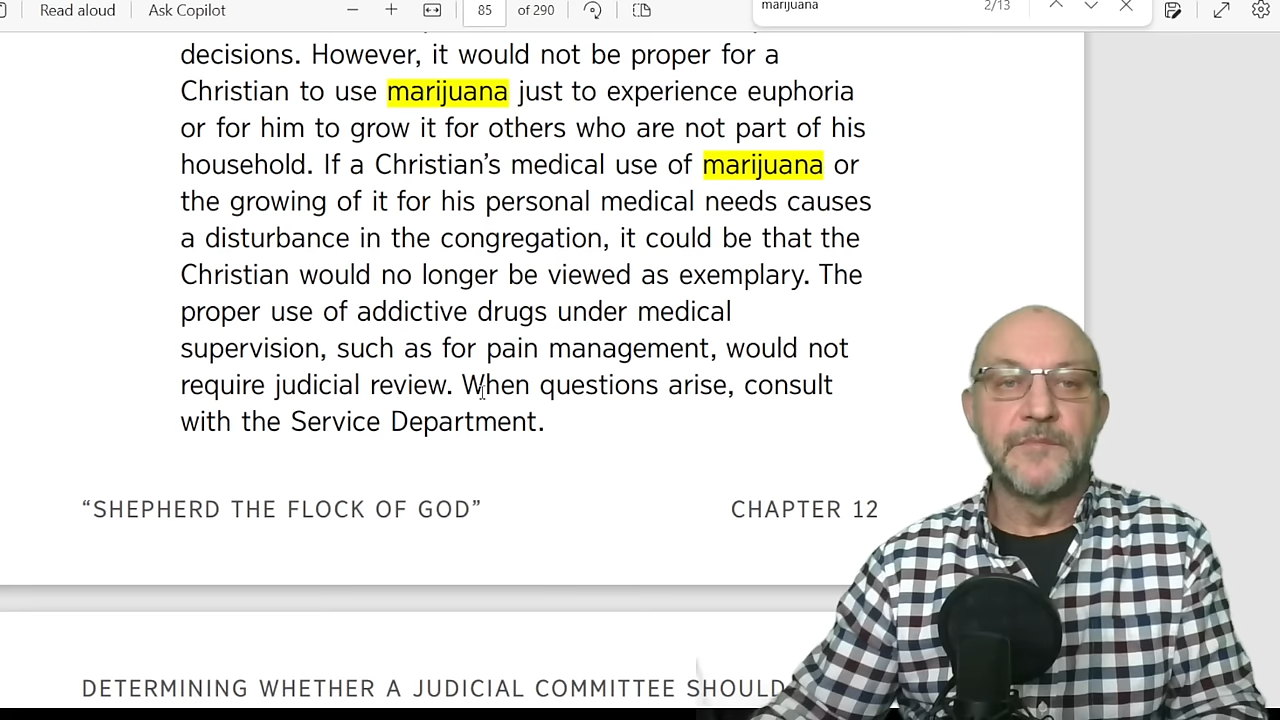 Read aloud Ask Copilot 85 of 290 marijuana 2/13
decisions. However, it would not be proper for a
Christian to use marijuana just to experience euphoria
or for him to grow it for others who are not part of his
household. If a Christian’s medical use of marijuana or
the growing of it for his personal medical needs causes
a disturbance in the congregation, it could be that the
Christian would no longer be viewed as exemplary. The
proper use of addictive drugs under medical
supervision, such as for pain management, would not
require judicial review. When questions arise, consult
with the Service Department.
“SHEPHERD THE FLOCK OF GOD” CHAPTER 12
DETERMINING WHETHER A JUDICIAL COMMITTEE SHOULD